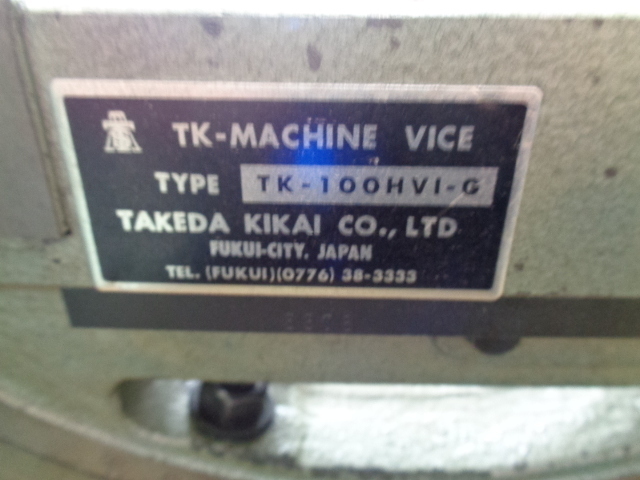 TK-MACHINE VICE
TYPE TK-100HVI-G
TAKEDA KIKAI CO., LTD
FUKUI-CITY, JAPAN
TEL. (FUKUI)(0776) 38-3333